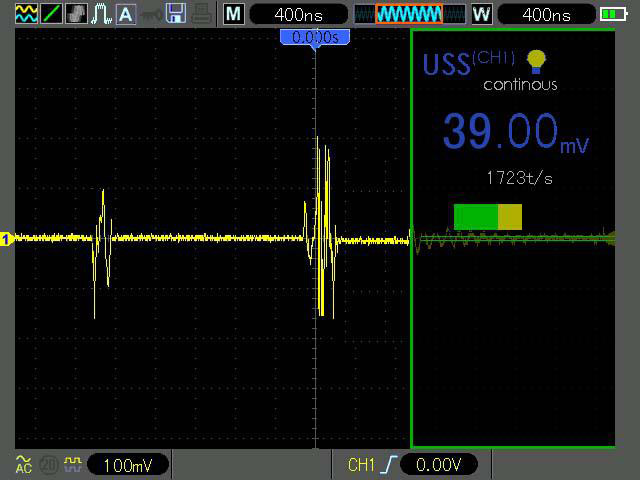 A M 400ns W 400ns
0.000s
USS(CH1)
continous
39.00mV
1723t/s
1
AC 20 100mV CH1 0.00V